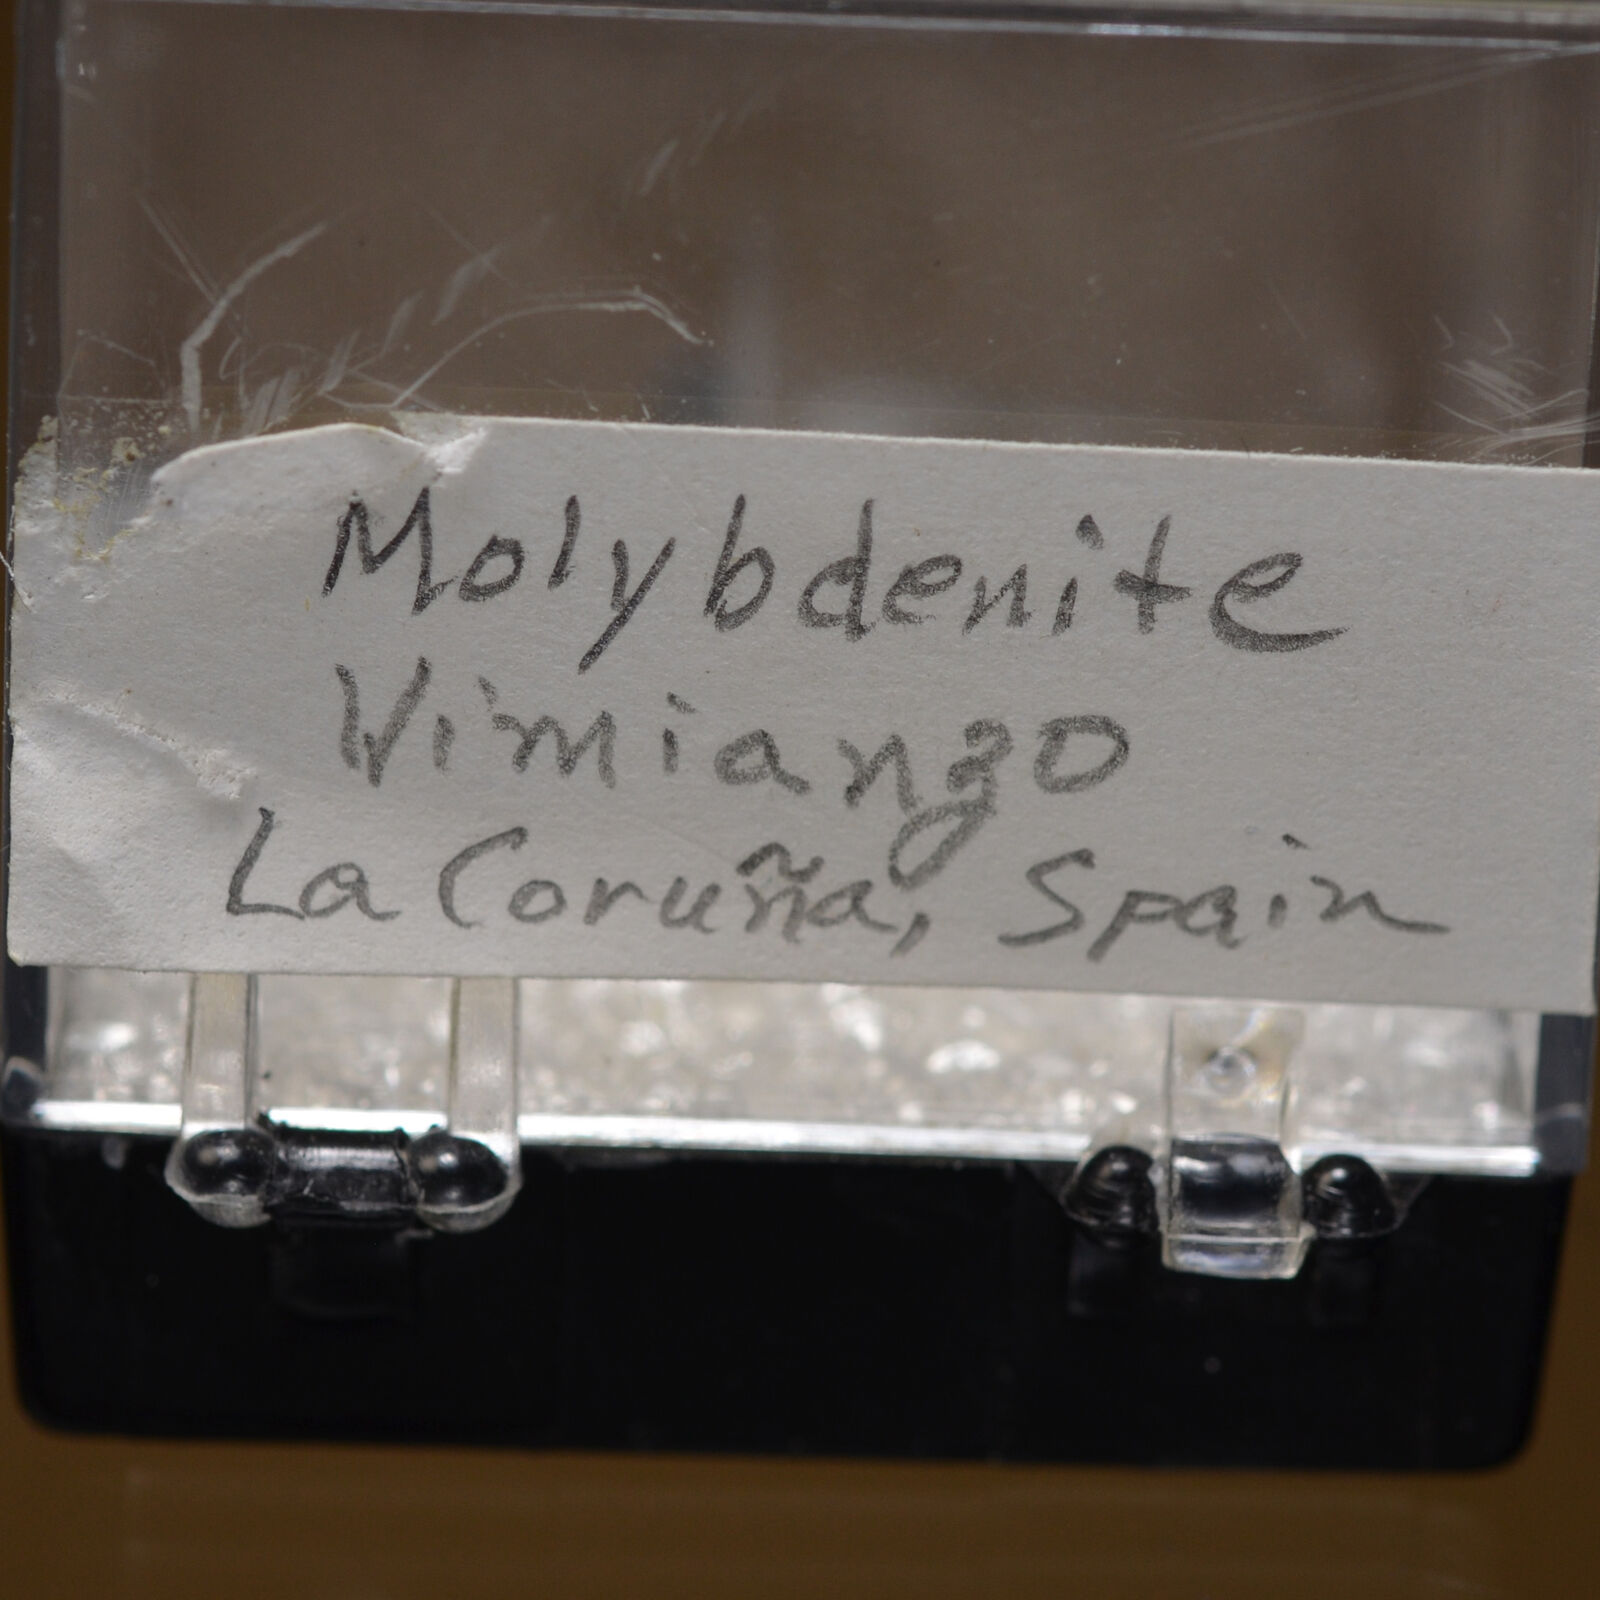 Molybdenite
Vimianzo
La Coruña, Spain